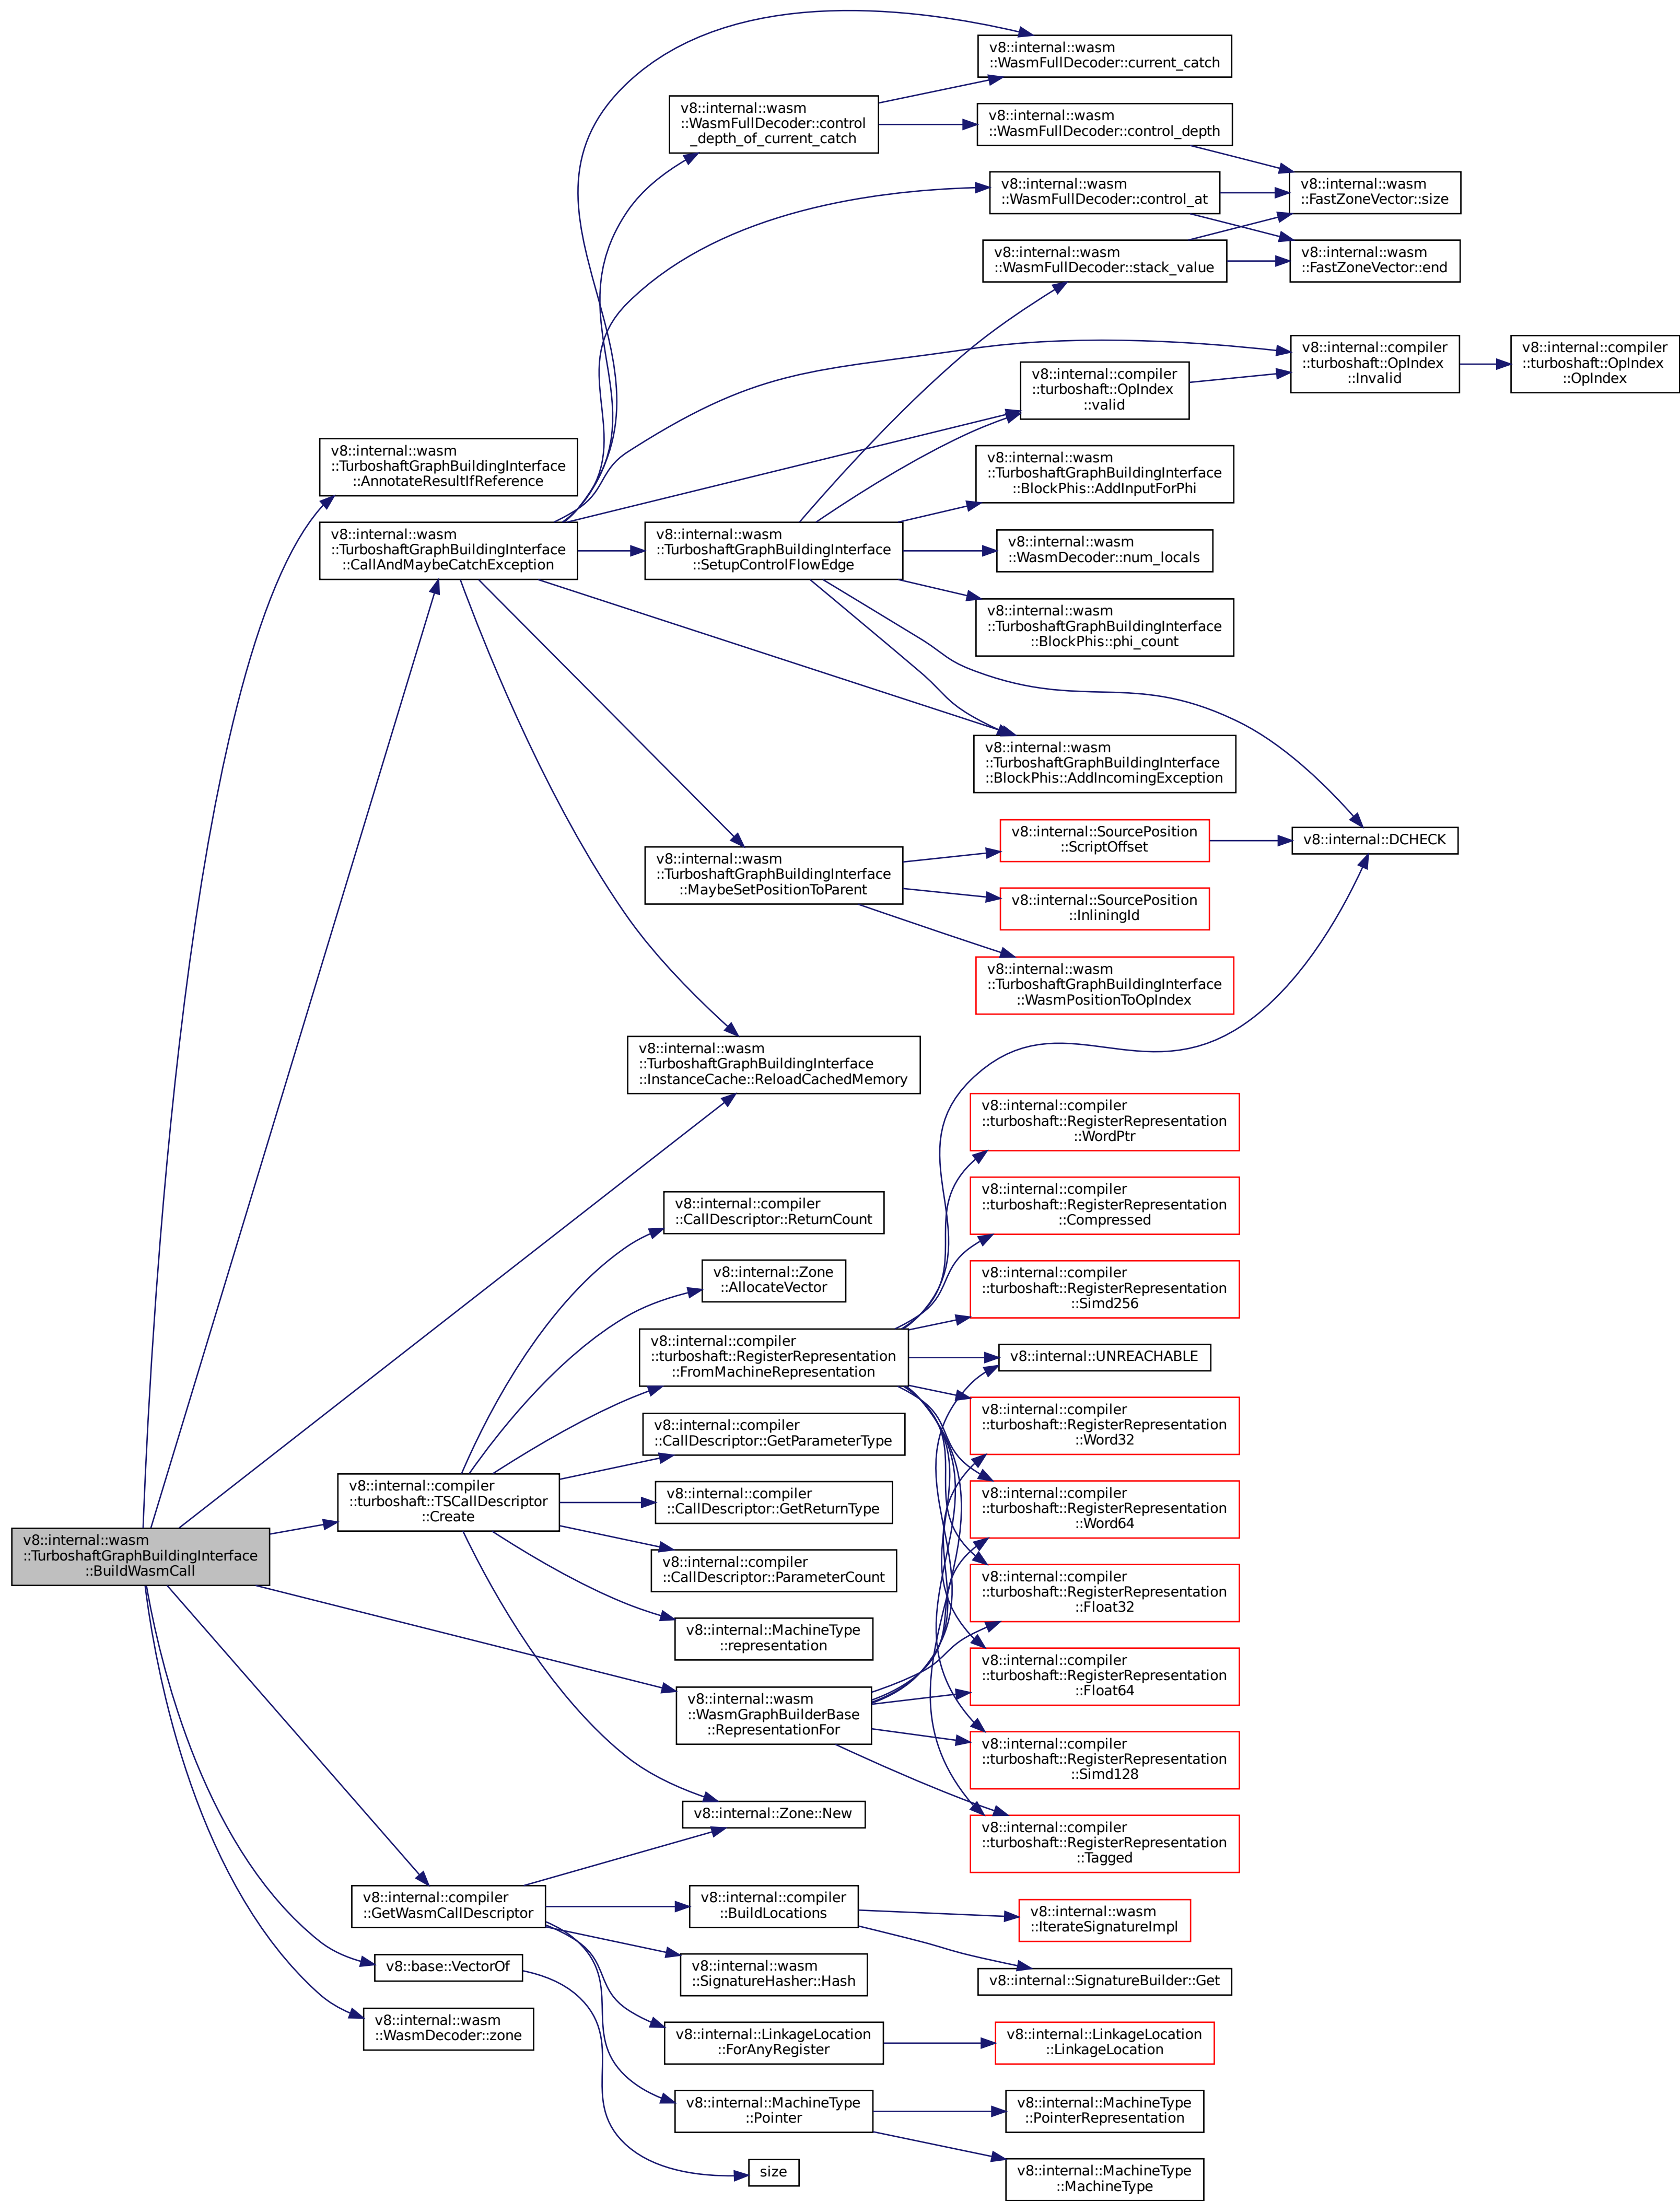 v8::internal::wasm
::WasmFullDecoder::current_catch
v8::internal::wasm
::WasmFullDecoder::control
_depth_of_current_catch
v8::internal::wasm
::WasmFullDecoder::control_depth
v8::internal::wasm
::WasmFullDecoder::control_at
v8::internal::wasm
::FastZoneVector::size
v8::internal::wasm
::WasmFullDecoder::stack_value
v8::internal::wasm
::FastZoneVector::end
v8::internal::compiler
::turboshaft::OpIndex
::Invalid
v8::internal::compiler
::turboshaft::OpIndex
::OpIndex
v8::internal::compiler
::turboshaft::OpIndex
::valid
v8::internal::wasm
::TurboshaftGraphBuildingInterface
::AnnotateResultIfReference
v8::internal::wasm
::TurboshaftGraphBuildingInterface
::BlockPhis::AddInputForPhi
v8::internal::wasm
::TurboshaftGraphBuildingInterface
::CallAndMaybeCatchException
v8::internal::wasm
::TurboshaftGraphBuildingInterface
::SetupControlFlowEdge
v8::internal::wasm
::WasmDecoder::num_locals
v8::internal::wasm
::TurboshaftGraphBuildingInterface
::BlockPhis::phi_count
v8::internal::wasm
::TurboshaftGraphBuildingInterface
::BlockPhis::AddIncomingException
v8::internal::SourcePosition
::ScriptOffset
v8::internal::DCHECK
v8::internal::wasm
::TurboshaftGraphBuildingInterface
::MaybeSetPositionToParent
v8::internal::SourcePosition
::InliningId
v8::internal::wasm
::TurboshaftGraphBuildingInterface
::WasmPositionToOpIndex
v8::internal::wasm
::TurboshaftGraphBuildingInterface
::InstanceCache::ReloadCachedMemory
v8::internal::compiler
::turboshaft::RegisterRepresentation
::WordPtr
v8::internal::compiler
::CallDescriptor::ReturnCount
v8::internal::compiler
::turboshaft::RegisterRepresentation
::Compressed
v8::internal::Zone
::AllocateVector
v8::internal::compiler
::turboshaft::RegisterRepresentation
::Simd256
v8::internal::compiler
::turboshaft::RegisterRepresentation
::FromMachineRepresentation
v8::internal::UNREACHABLE
v8::internal::compiler
::CallDescriptor::GetParameterType
v8::internal::compiler
::turboshaft::RegisterRepresentation
::Word32
v8::internal::compiler
::turboshaft::TSCallDescriptor
::Create
v8::internal::compiler
::CallDescriptor::GetReturnType
v8::internal::compiler
::turboshaft::RegisterRepresentation
::Word64
v8::internal::wasm
::TurboshaftGraphBuildingInterface
::BuildWasmCall
v8::internal::compiler
::CallDescriptor::ParameterCount
v8::internal::compiler
::turboshaft::RegisterRepresentation
::Float32
v8::internal::MachineType
::representation
v8::internal::compiler
::turboshaft::RegisterRepresentation
::Float64
v8::internal::wasm
::WasmGraphBuilderBase
::RepresentationFor
v8::internal::compiler
::turboshaft::RegisterRepresentation
::Simd128
v8::internal::Zone::New
v8::internal::compiler
::turboshaft::RegisterRepresentation
::Tagged
v8::internal::compiler
::GetWasmCallDescriptor
v8::internal::compiler
::BuildLocations
v8::internal::wasm
::IterateSignatureImpl
v8::base::VectorOf
v8::internal::wasm
::SignatureHasher::Hash
v8::internal::SignatureBuilder::Get
v8::internal::wasm
::WasmDecoder::zone
v8::internal::LinkageLocation
::ForAnyRegister
v8::internal::LinkageLocation
::LinkageLocation
v8::internal::MachineType
::Pointer
v8::internal::MachineType
::PointerRepresentation
size
v8::internal::MachineType
::MachineType